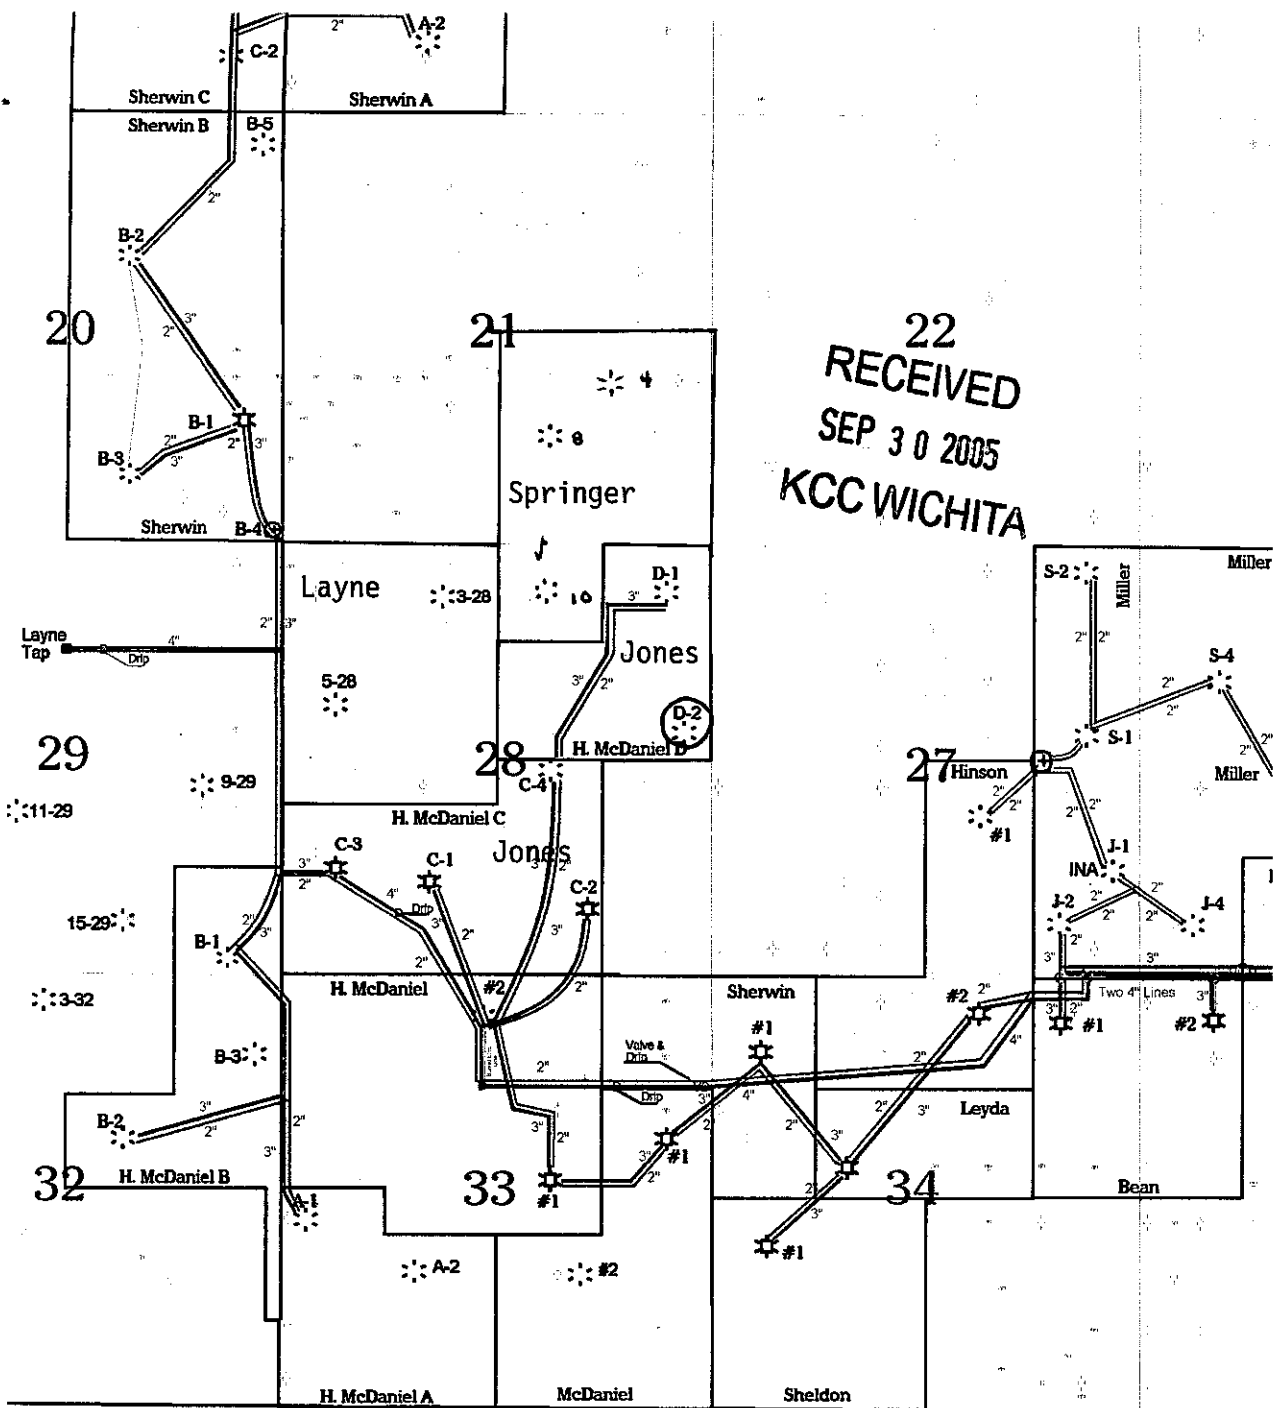 2"
A-2
C-2
Sherwin C
Sherwin A
Sherwin B
B-5
2"
B-2
3"
2"
20
21
22
RECEIVED
SEP 30 2005
KCC WICHITA
4
8
B-1
2"
3"
2"
3"
B-3
Springer
Sherwin
B-4
Layne
3-28
10
D-1
3"
S-2
Miller
Miller
2"
3"
2"
2"
Layne
Tap
4"
Drip
Jones
S-4
5-28
3"
2"
2"
2"
D-2
S-1
2"
2"
29
28
H. McDaniel D
27
Hinson
Miller
9-29
C-4
2"
2"
2"
2"
11-29
#1
H. McDaniel C
Jones
C-3
C-1
3"
2"
2"
J-1
INA
4"
Drip
3"
2"
C-2
2"
2"
J-2
J-4
15-29
2"
3"
B-1
2"
3"
2"
2"
3"
3"
3-32
H. McDaniel
#2
Sherwin
#2
2"
Two 4" Lines
3"
3"
2"
#1
#1
#2
B-3
Valve &
Drip
2"
2"
4"
Drip
4"
2"
3"
Leyda
B-2
3"
2"
2"
3"
2"
3"
2"
3"
#1
2"
3"
32
H. McDaniel B
33
#1
34
Bean
A-1
2"
3"
#1
A-2
#2
H. McDaniel A
McDaniel
Sheldon